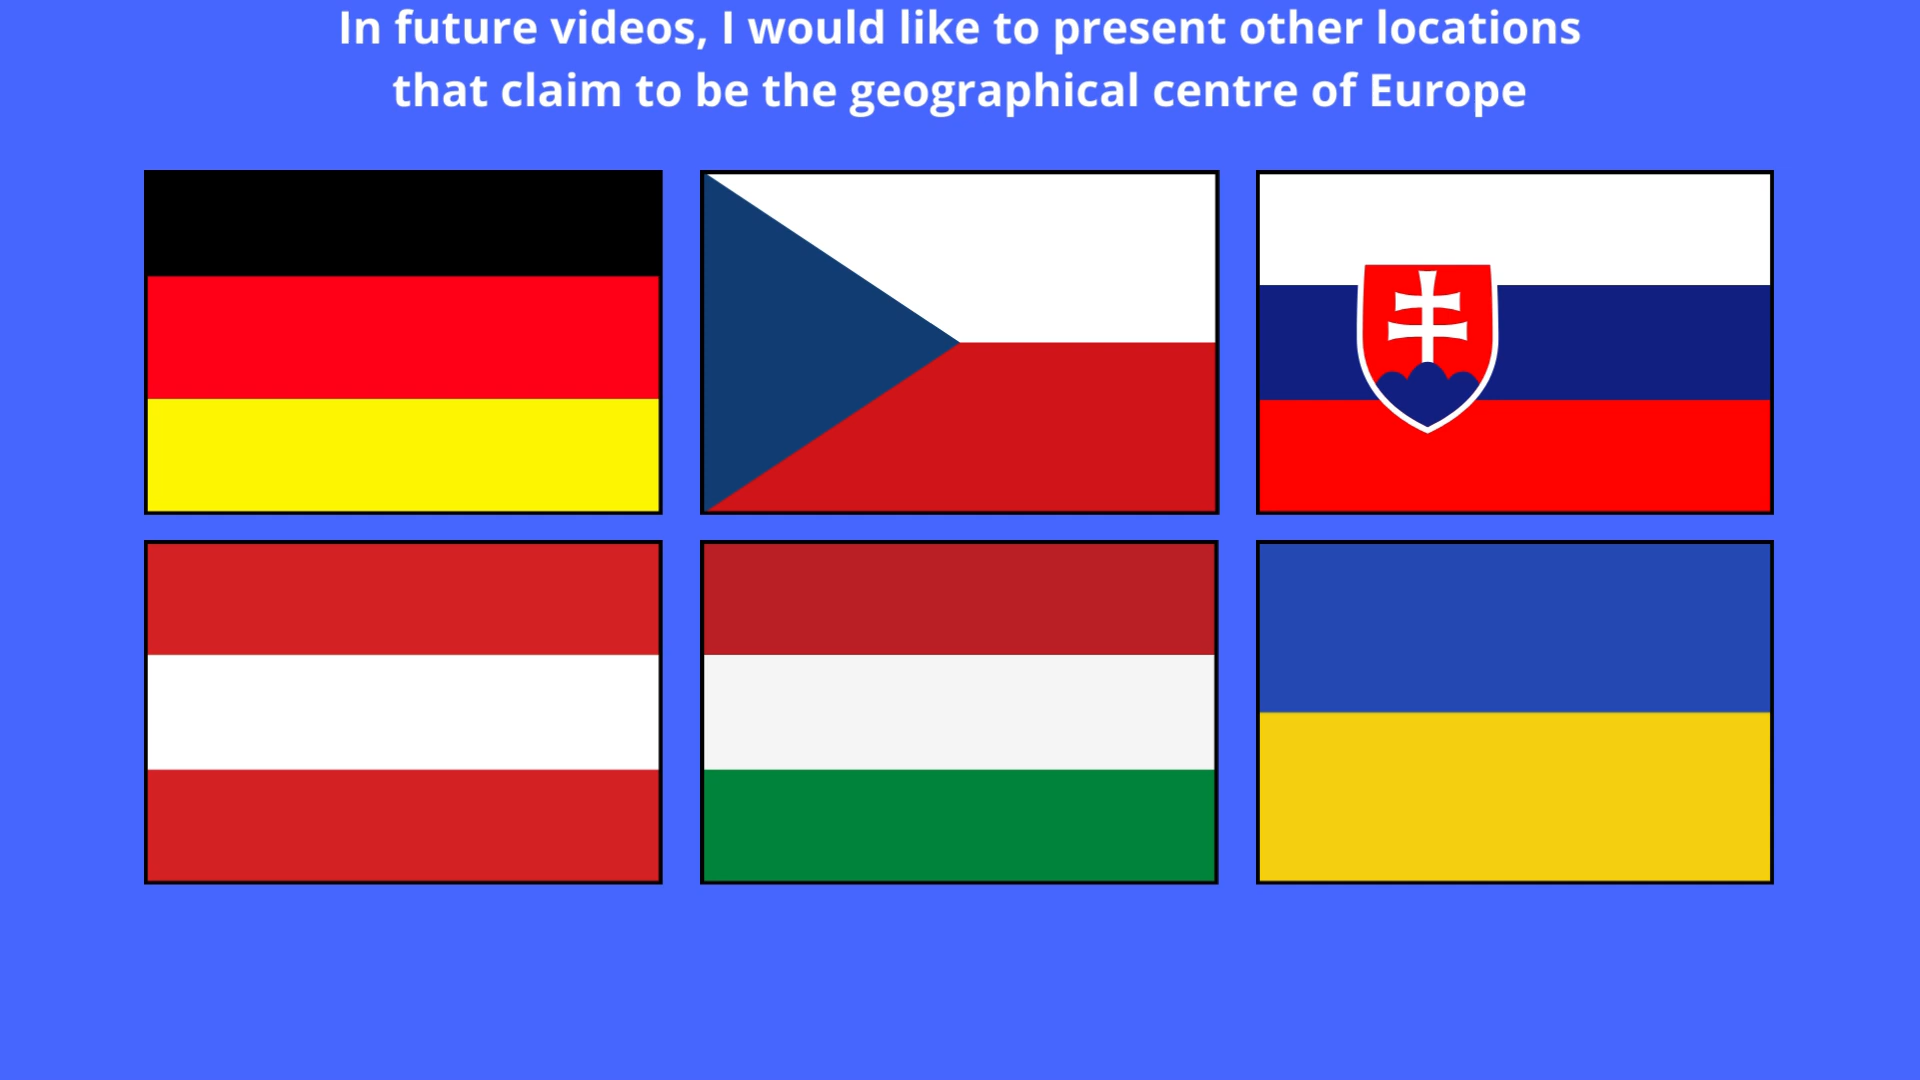 In future videos, I would like to present other locations
that claim to be the geographical centre of Europe